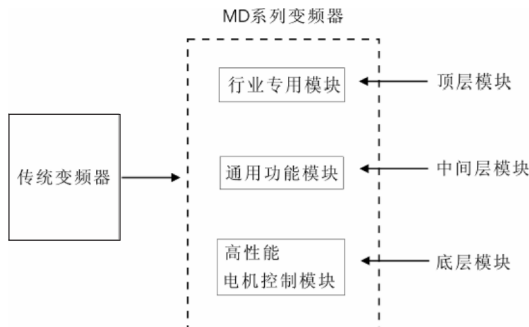 MD系列变频器
行业专用模块
顶层模块
传统变频器
通用功能模块
中间层模块
高性能
电机控制模块
底层模块